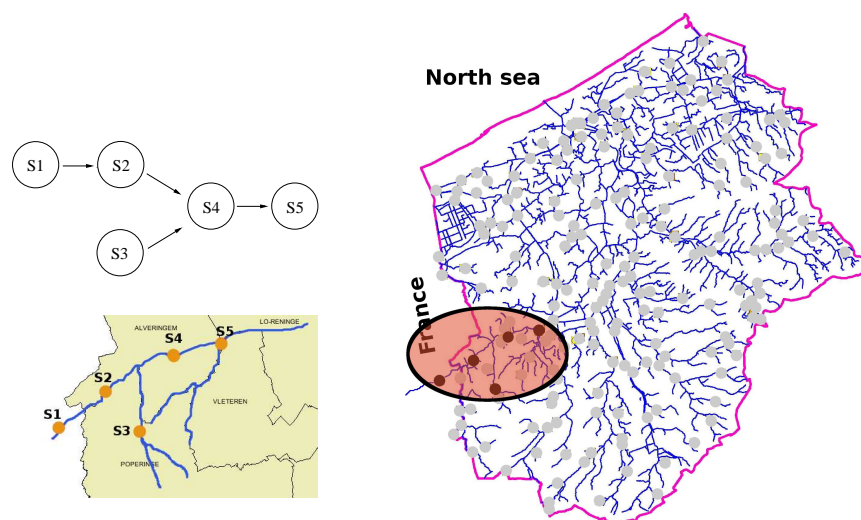 North sea
France
S1
S2
S3
S4
S5
ALVERINGEM
LO-RENINGE
S5
S4
S2
S1
S3
VLETEREN
POPERINGE